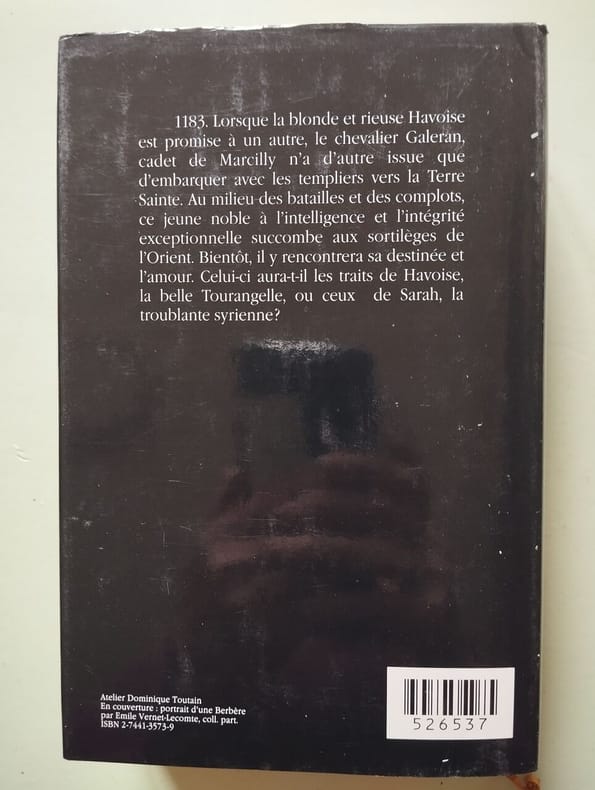 1183. Lorsque la blonde et rieuse Havoise
est promise à un autre, le chevalier Galeran,
cadet de Marcilly n'a d'autre issue que
d'embarquer avec les templiers vers la Terre
Sainte. Au milieu des batailles et des complots,
ce jeune noble à l'intelligence et l'intégrité
exceptionnelle succombe aux sortilèges de
l'Orient. Bientôt, il y rencontrera sa destinée et
l'amour. Celui-ci aura-t-il les traits de Havoise,
la belle Tourangelle, ou ceux de Sarah, la
troublante syrienne?
Atelier Dominique Toutain
En couverture : portrait d'une Berbère
par Emile Vernet-Lecomte, coll. part.
ISBN 2-7441-3573-9
526537